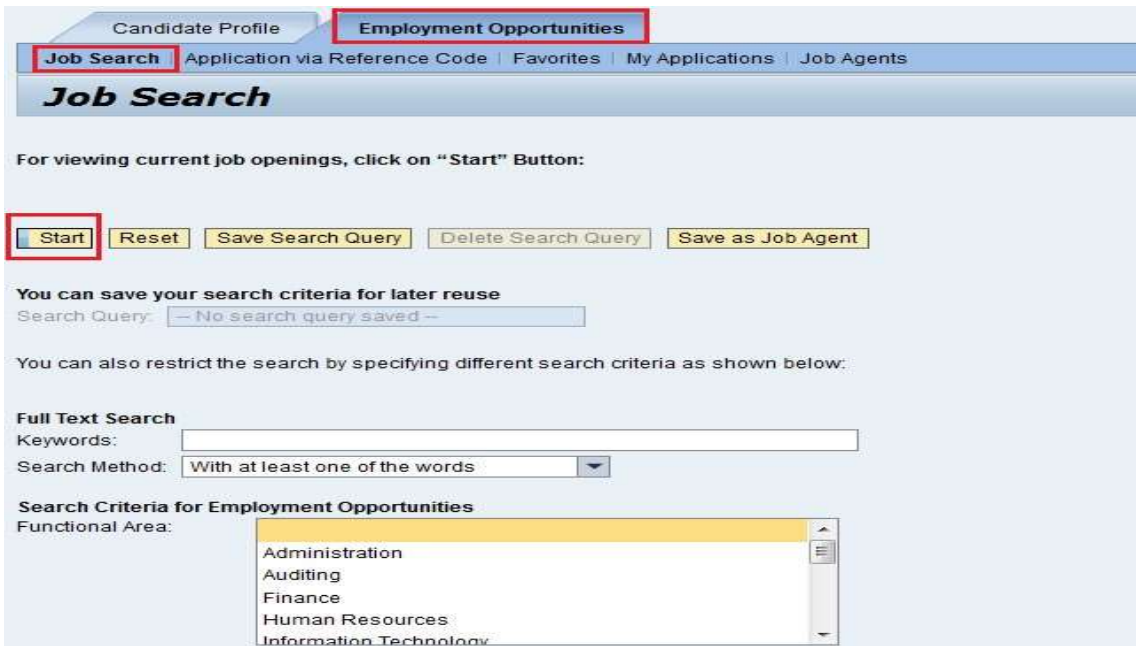 Candidate Profile Employment Opportunities
Job Search | Application via Reference Code | Favorites | My Applications | Job Agents
Job Search
For viewing current job openings, click on “Start” Button:
Start Reset Save Search Query Delete Search Query Save as Job Agent
You can save your search criteria for later reuse
Search Query: -- No search query saved --
You can also restrict the search by specifying different search criteria as shown below:
Full Text Search
Keywords:
Search Method: With at least one of the words
Search Criteria for Employment Opportunities
Functional Area:
Administration
Auditing
Finance
Human Resources
Information Technology